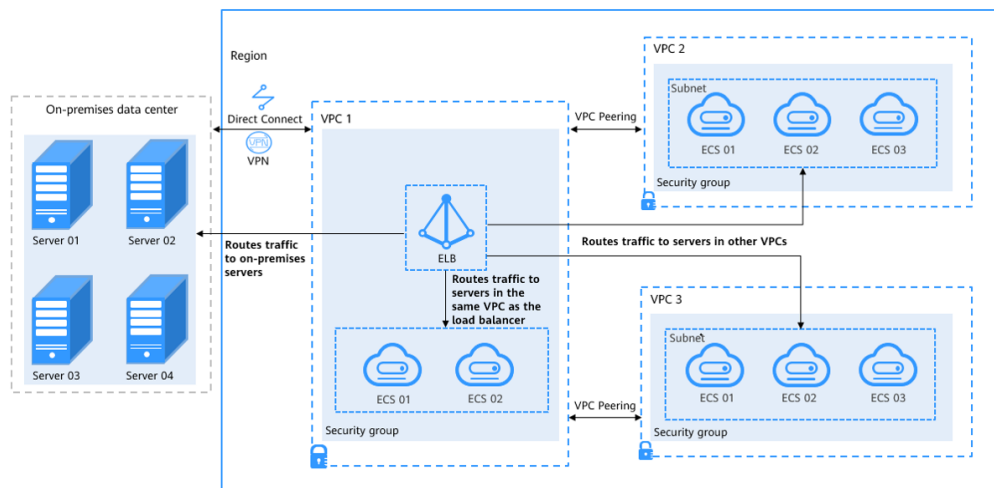 Region
On-premises data center
Server 01
Server 02
Server 03
Server 04
Direct Connect
VPN
VPN
Routes traffic
to on-premises
servers
VPC 1
ELB
Routes traffic to
servers in the
same VPC as the
load balancer
ECS 01
ECS 02
Security group
VPC Peering
Routes traffic to servers in other VPCs
VPC Peering
VPC 2
Subnet
ECS 01
ECS 02
ECS 03
Security group
VPC 3
Subnet
ECS 01
ECS 02
ECS 03
Security group